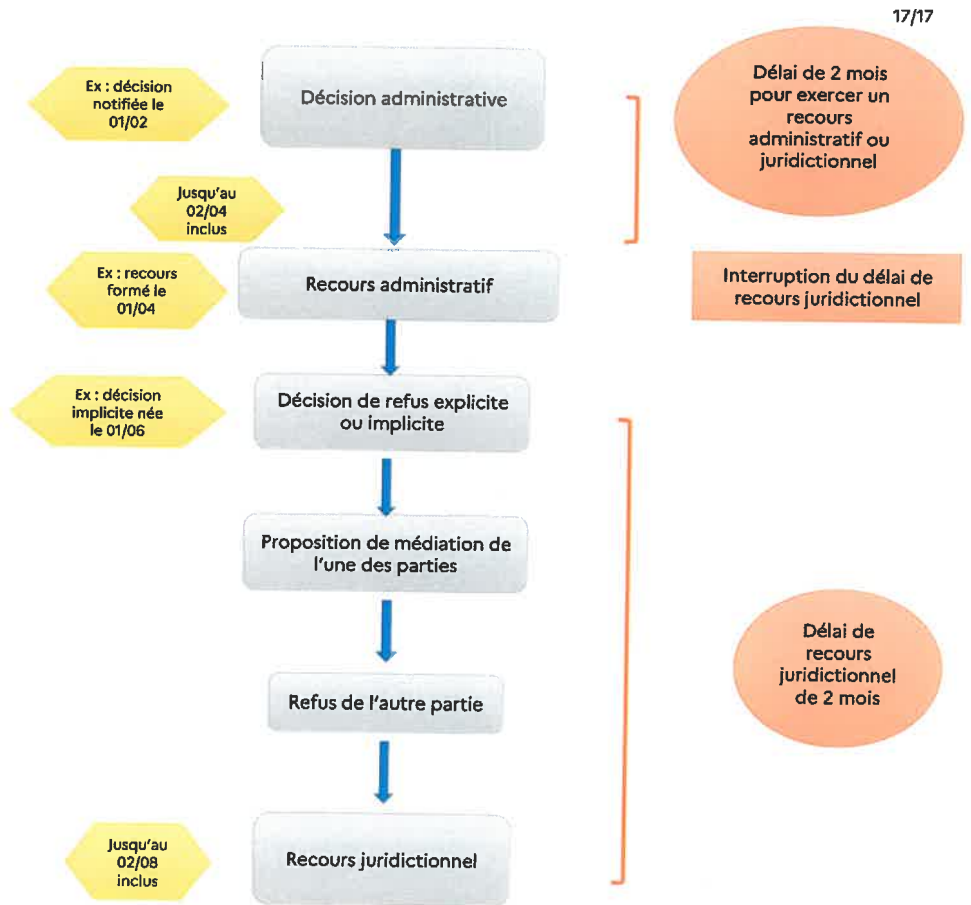 17/17
Ex : décision
notifiée le
01/02
Décision administrative
Délai de 2 mois
pour exercer un
recours
administratif ou
juridictionnel
Jusqu'au
02/04
inclus
Ex : recours
formé le
01/04
Recours administratif
Interruption du délai de
recours juridictionnel
Ex : décision
implicite née
le 01/06
Décision de refus explicite
ou implicite
Proposition de médiation de
l'une des parties
Délai de
recours
juridictionnel
de 2 mois
Refus de l'autre partie
Jusqu'au
02/08
inclus
Recours juridictionnel